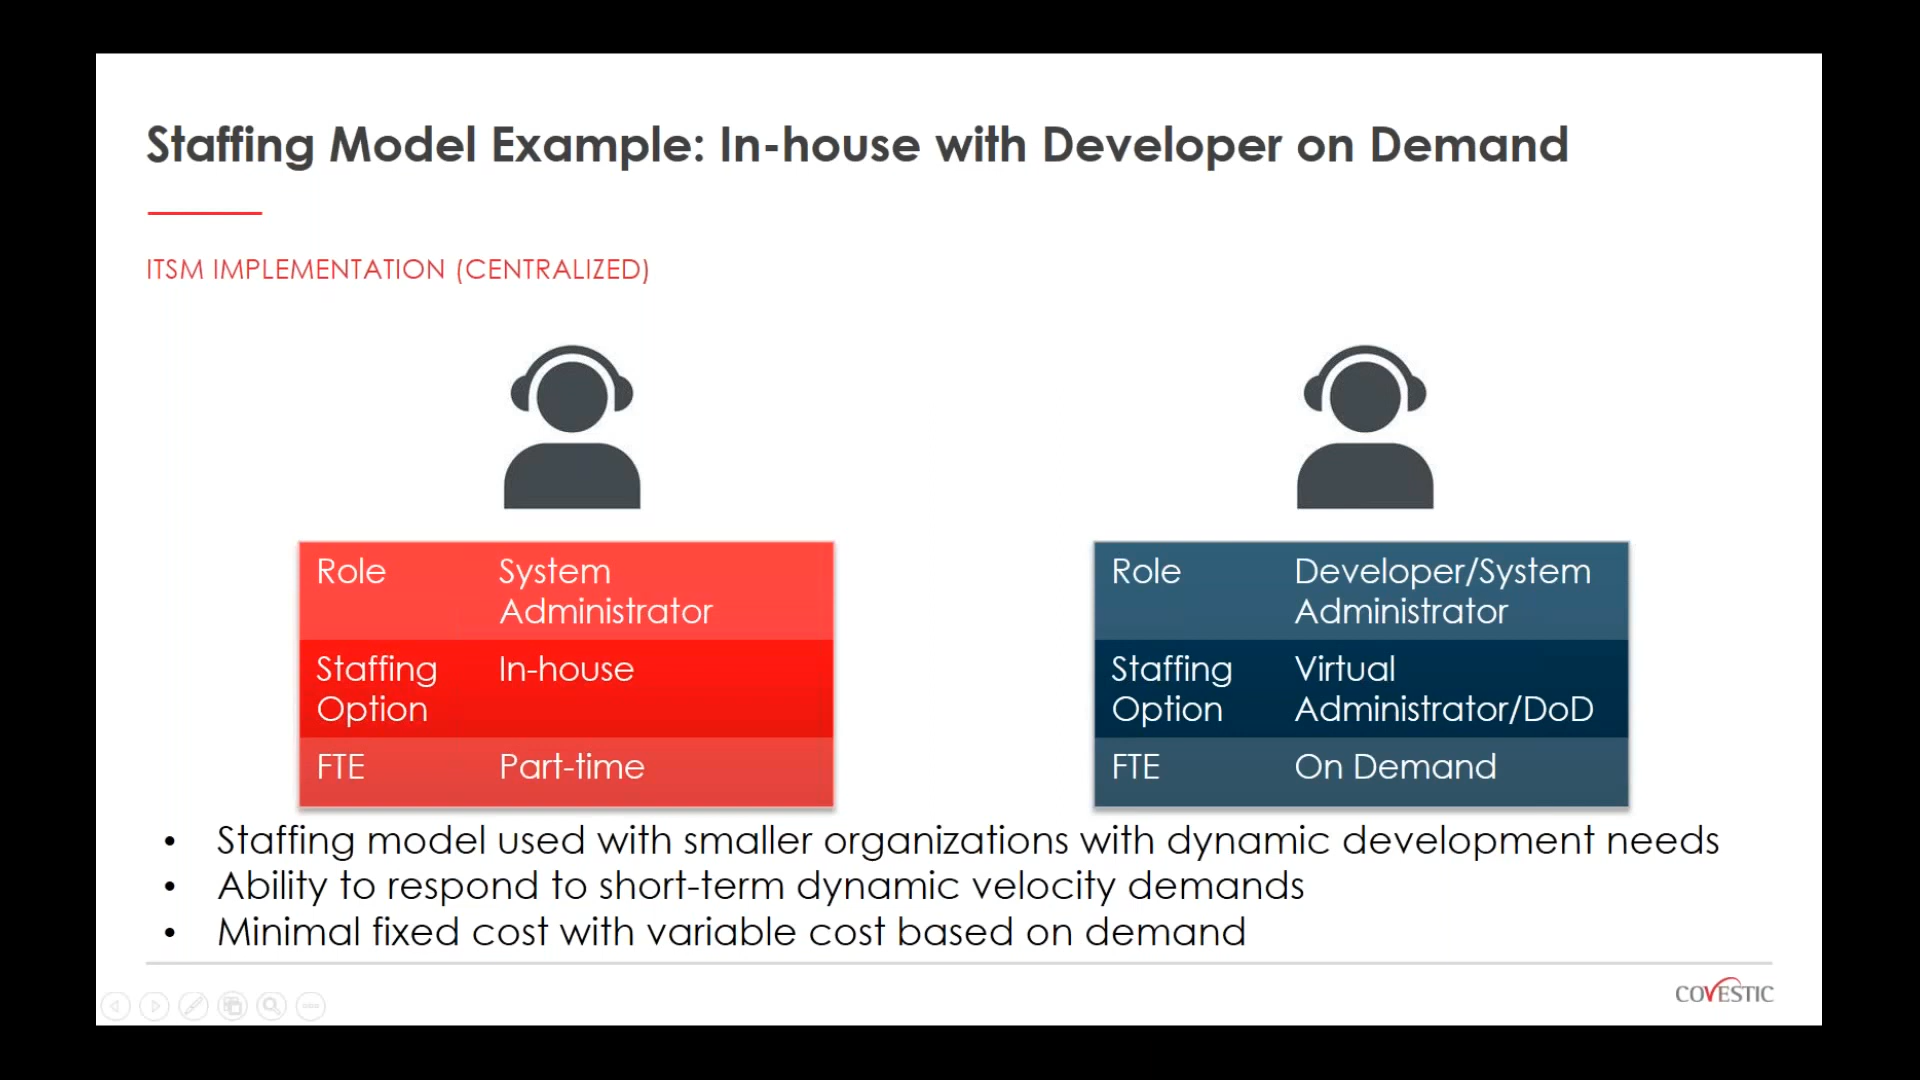 Staffing Model Example: In-house with Developer on Demand
ITSM IMPLEMENTATION (CENTRALIZED)
Role System
Administrator
Staffing In-house
Option
FTE Part-time
Role Developer/System
Administrator
Staffing Virtual
Option Administrator/DoD
FTE On Demand
• Staffing model used with smaller organizations with dynamic development needs
• Ability to respond to short-term dynamic velocity demands
• Minimal fixed cost with variable cost based on demand
COVESTIC